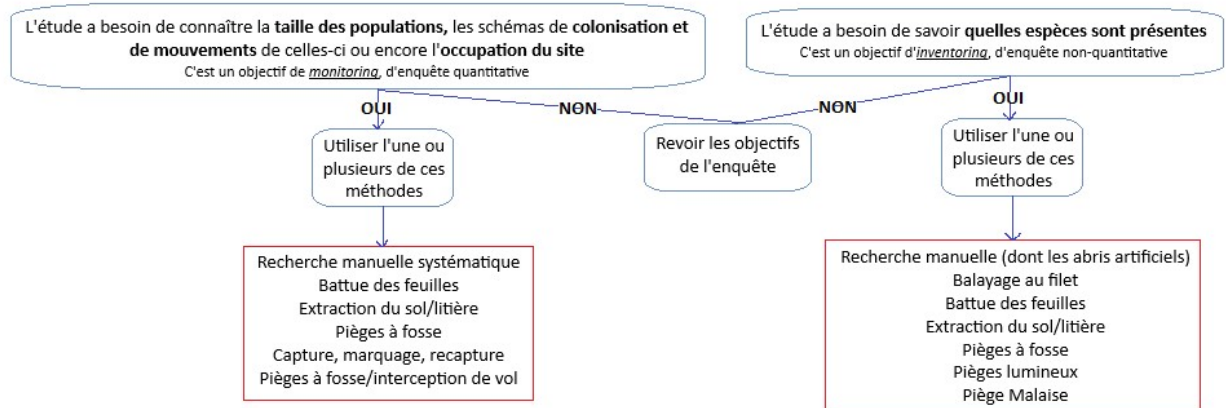 L'étude a besoin de connaître la taille des populations, les schémas de colonisation et
de mouvements de celles-ci ou encore l'occupation du site
C'est un objectif de monitoring, d'enquête quantitative
L'étude a besoin de savoir quelles espèces sont présentes
C'est un objectif d'inventoring, d'enquête non-quantitative
OUI
NON
NON
OUI
Utiliser l'une ou
plusieurs de ces
méthodes
Revoir les objectifs
de l'enquête
Utiliser l'une ou
plusieurs de ces
méthodes
Recherche manuelle systématique
Battue des feuilles
Extraction du sol/litière
Pièges à fosse
Capture, marquage, recapture
Pièges à fosse/interception de vol
Recherche manuelle (dont les abris artificiels)
Balayage au filet
Battue des feuilles
Extraction du sol/litière
Pièges à fosse
Pièges lumineux
Piège Malaise